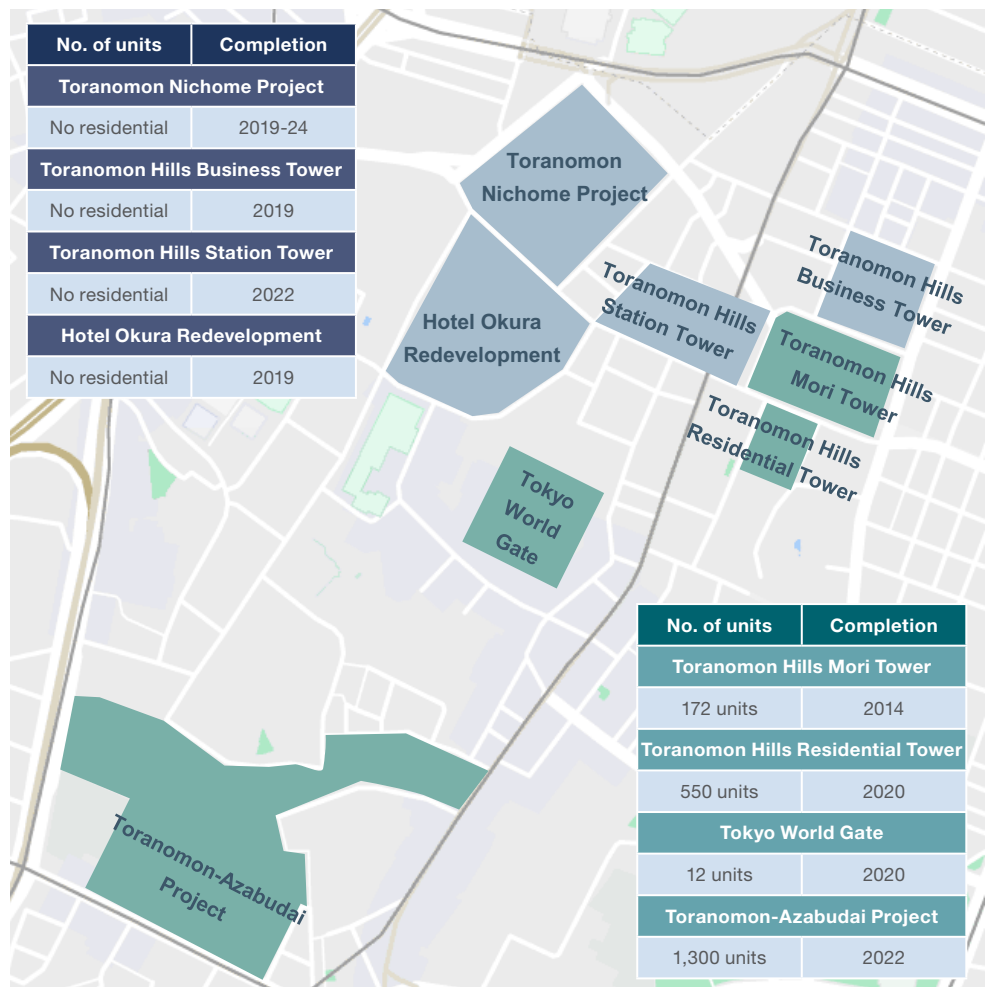 No. of units Completion
Toranomon Nichome Project
No residential 2019-24
Toranomon Hills Business Tower
No residential 2019
Toranomon Hills Station Tower
No residential 2022
Hotel Okura Redevelopment
No residential 2019
Toranomon
Nichome Project
Toranomon Hills
Business Tower
Toranomon Hills
Station Tower
Hotel Okura
Redevelopment
Toranomon Hills
Mori Tower
Toranomon Hills
Residential Tower
Tokyo
World
Gate
Toranomon-Azabudai
Project
No. of units Completion
Toranomon Hills Mori Tower
172 units 2014
Toranomon Hills Residential Tower
550 units 2020
Tokyo World Gate
12 units 2020
Toranomon-Azabudai Project
1,300 units 2022